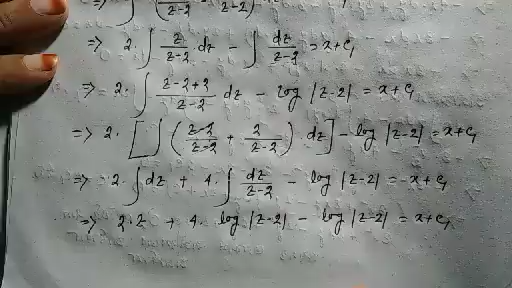 => 2. ∫ z/z-2 . dz - ∫ dz/z-2 = x+c₁
=> 2. ∫ z-2+2/z-2 dz - log |z-2| = x+c₁
=> 2. [∫ (z-2/z-2 + 2/z-2) dz] - log |z-2| = x+c₁
=> 2. ∫ dz + 4. ∫ dz/z-2 - log |z-2| = x+c₁
=> 2.z + 4. log |z-2| - log |z-2| = x+c₁